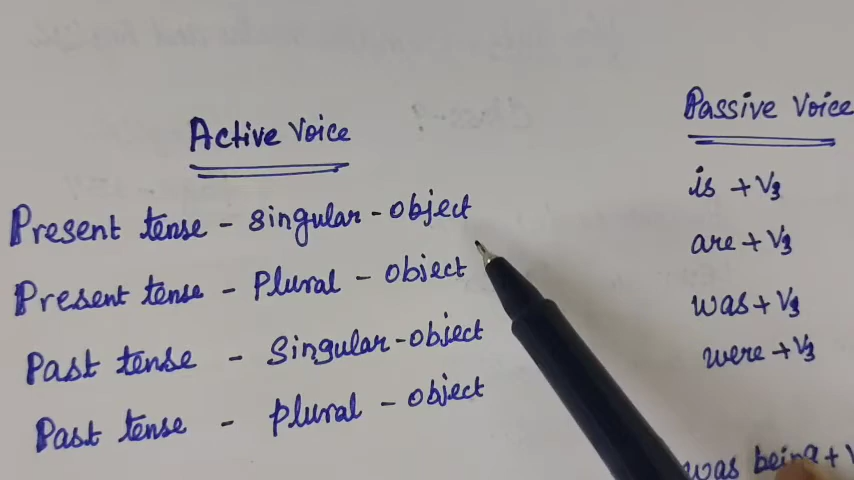 Active Voice
Passive Voice
Present tense - Singular - object
is + V3
Present tense - Plural - object
are + V3
Past tense - Singular - object
was + V3
Past tense - plural - object
were + V3
was being +